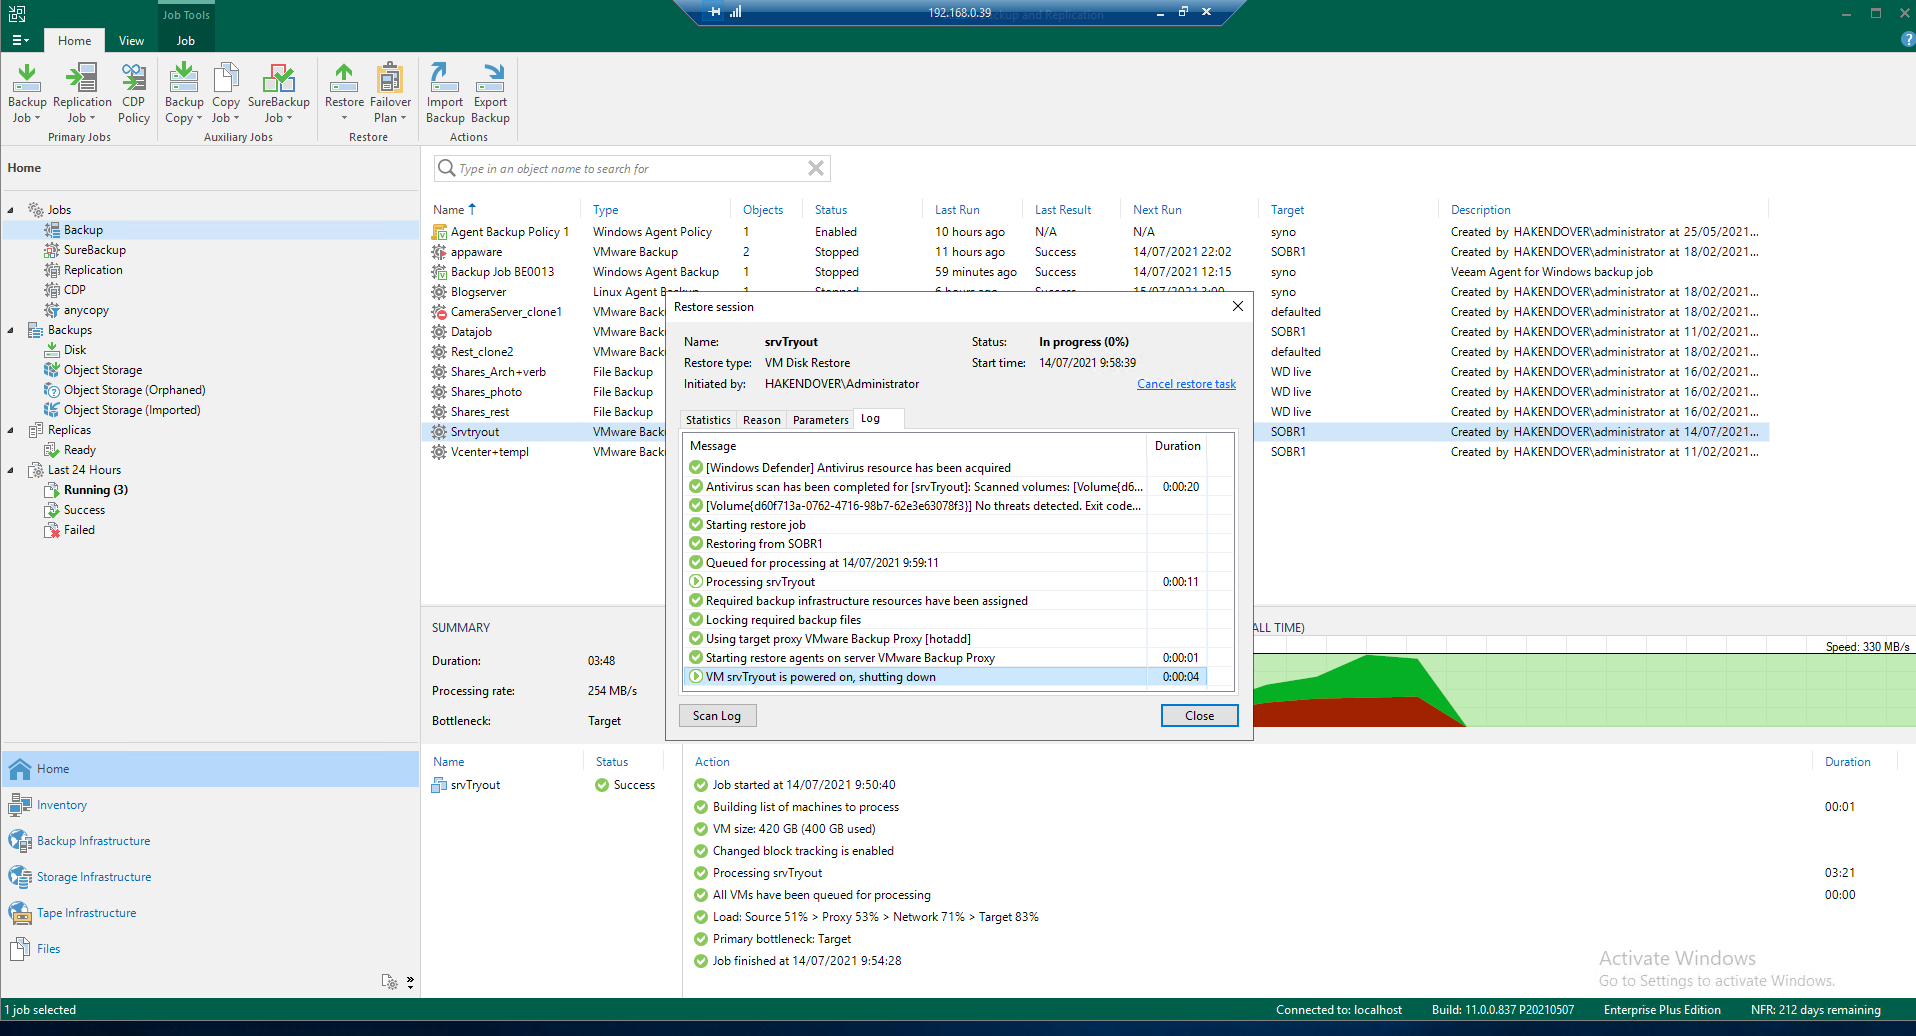 Job Tools
192.168.0.39
ckup and Replication
Home
View
Job
Backup Job
Replication Job
CDP Policy
Primary Jobs
Backup Copy
Copy Job
SureBackup Job
Auxiliary Jobs
Restore
Failover Plan
Restore
Import Backup
Export Backup
Actions
Home
Jobs
Backup
SureBackup
Replication
CDP
anycopy
Backups
Disk
Object Storage
Object Storage (Orphaned)
Object Storage (Imported)
Replicas
Ready
Last 24 Hours
Running (3)
Success
Failed
Home
Inventory
Backup Infrastructure
Storage Infrastructure
Tape Infrastructure
Files
Type in an object name to search for
Name Type Objects Status Last Run Last Result Next Run Target Description
Agent Backup Policy 1 Windows Agent Policy 1 Enabled 10 hours ago N/A N/A syno Created by HAKENDOVER\administrator at 25/05/2021...
appaware VMware Backup 2 Stopped 11 hours ago Success 14/07/2021 22:02 SOBR1 Created by HAKENDOVER\administrator at 18/02/2021...
Backup Job BE0013 Windows Agent Backup 1 Stopped 59 minutes ago Success 14/07/2021 12:15 syno Veeam Agent for Windows backup job
Blogserver Linux Agent syno Created by HAKENDOVER\administrator at 18/02/2021...
CameraServer_clone1 VMware Back defaulted Created by HAKENDOVER\administrator at 18/02/2021...
Datajob VMware Back SOBR1 Created by HAKENDOVER\administrator at 11/02/2021...
Rest_clone2 VMware Back defaulted Created by HAKENDOVER\administrator at 18/02/2021...
Shares_Arch+verb File Backup WD live Created by HAKENDOVER\administrator at 16/02/2021...
Shares_photo File Backup WD live Created by HAKENDOVER\administrator at 16/02/2021...
Shares_rest File Backup WD live Created by HAKENDOVER\administrator at 16/02/2021...
Srvtryout VMware Back SOBR1 Created by HAKENDOVER\administrator at 14/07/2021...
Vcenter+templ VMware Back SOBR1 Created by HAKENDOVER\administrator at 11/02/2021...
Restore session
Name: srvTryout Status: In progress (0%)
Restore type: VM Disk Restore Start time: 14/07/2021 9:58:39
Initiated by: HAKENDOVER\Administrator Cancel restore task
Statistics Reason Parameters Log
Message Duration
[Windows Defender] Antivirus resource has been acquired
Antivirus scan has been completed for [srvTryout]: Scanned volumes: [Volume{d6... 0:00:20
[Volume{d60f713a-0762-4716-98b7-62e3e63078f3}] No threats detected. Exit code...
Starting restore job
Restoring from SOBR1
Queued for processing at 14/07/2021 9:59:11
Processing srvTryout 0:00:11
Required backup infrastructure resources have been assigned
Locking required backup files
Using target proxy VMware Backup Proxy [hotadd]
Starting restore agents on server VMware Backup Proxy 0:00:01
VM srvTryout is powered on, shutting down 0:00:04
Scan Log
Close
SUMMARY
Duration: 03:48
Processing rate: 254 MB/s
Bottleneck: Target
ALL TIME)
Speed: 330 MB/s
Name Status
srvTryout Success
Action Duration
Job started at 14/07/2021 9:50:40
Building list of machines to process 00:01
VM size: 420 GB (400 GB used)
Changed block tracking is enabled
Processing srvTryout 03:21
All VMs have been queued for processing 00:00
Load: Source 51% > Proxy 53% > Network 71% > Target 83%
Primary bottleneck: Target
Job finished at 14/07/2021 9:54:28
Activate Windows
Go to Settings to activate Windows.
1 job selected
Connected to: localhost
Build: 11.0.0.837 P20210507
Enterprise Plus Edition
NFR: 212 days remaining